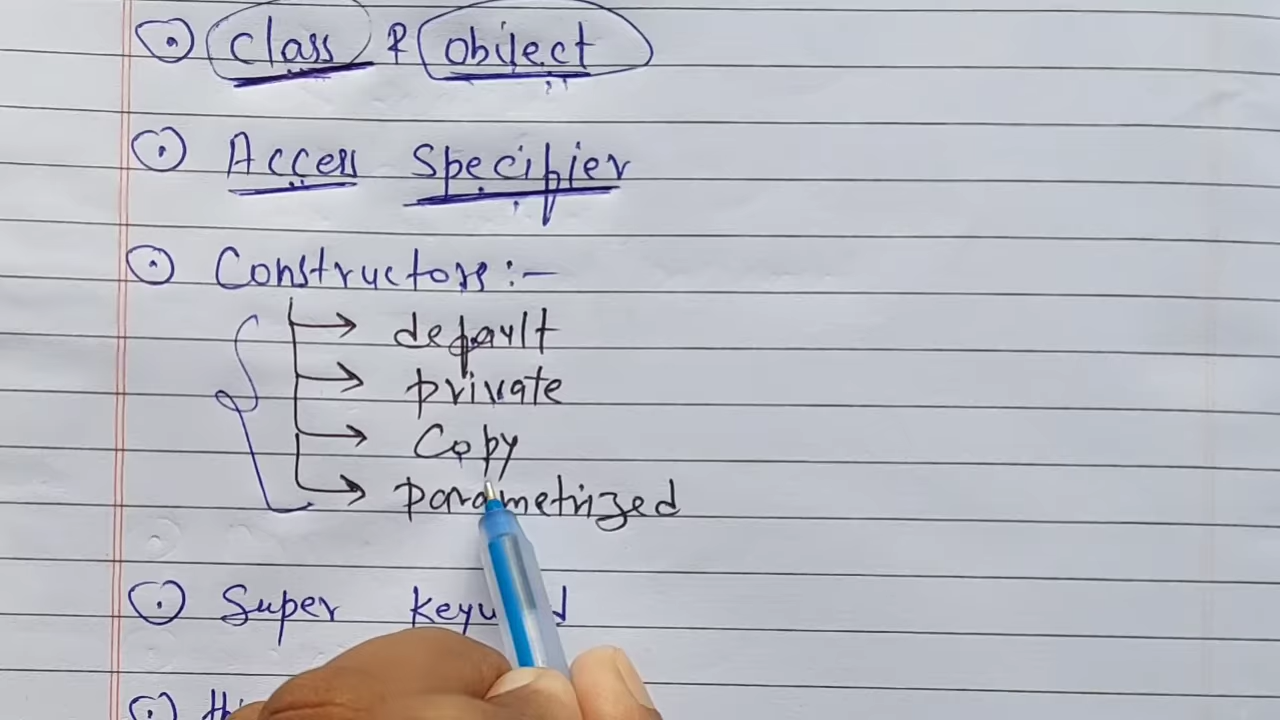 class & object
Access Specifier
Constructors:-
default
private
Copy
parametrized
Super